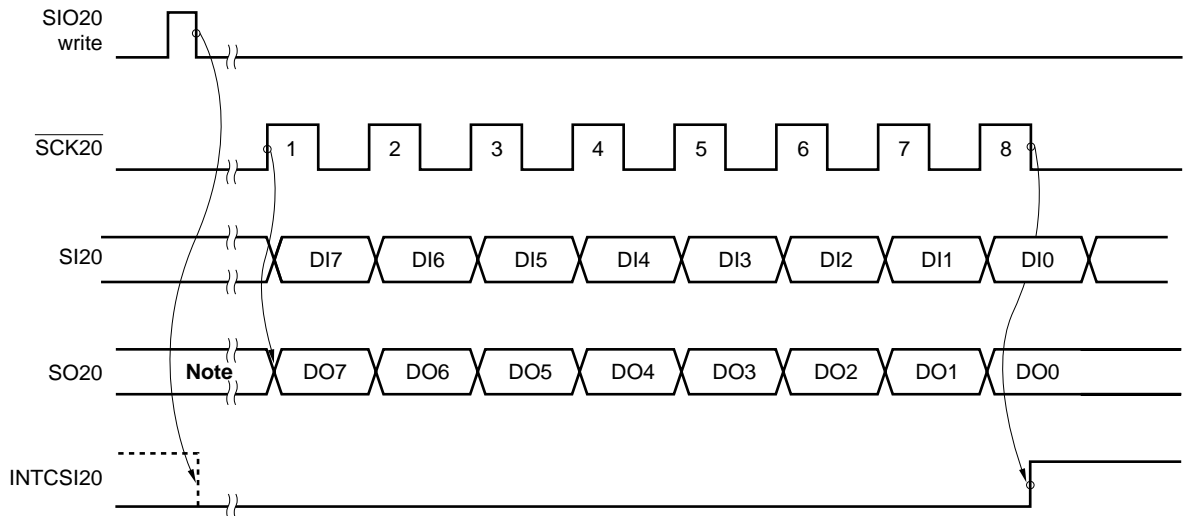 SIO20
write
SCK20
1 2 3 4 5 6 7 8
SI20
DI7 DI6 DI5 DI4 DI3 DI2 DI1 DI0
SO20
Note DO7 DO6 DO5 DO4 DO3 DO2 DO1 DO0
INTCSI20